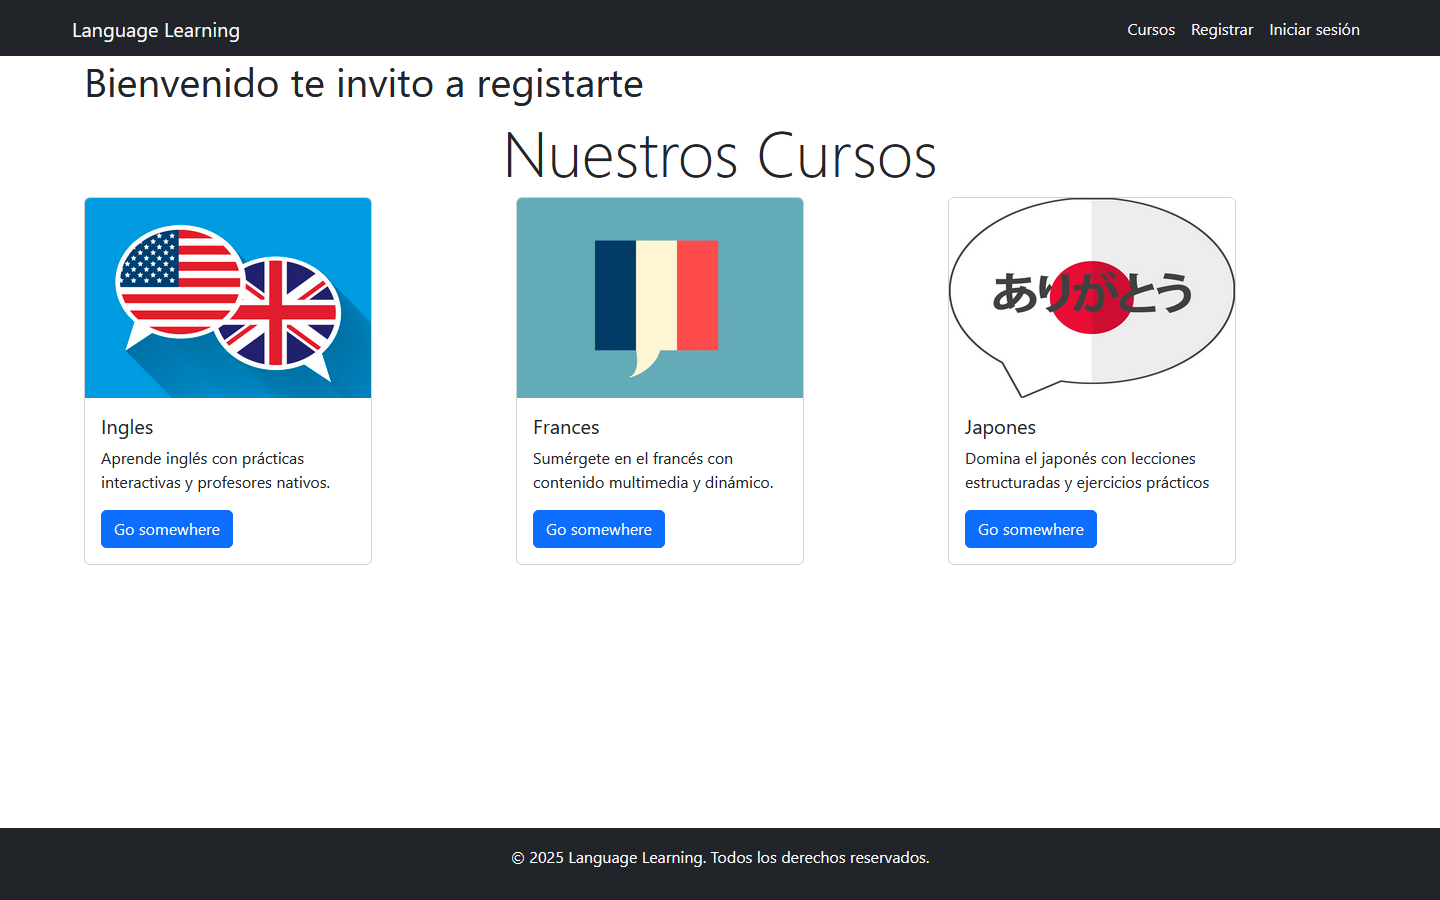 Language Learning
Cursos Registrar Iniciar sesión
Bienvenido te invito a registarte
Nuestros Cursos
ありがとう
Ingles
Aprende inglés con prácticas
interactivas y profesores nativos.
Go somewhere
Frances
Sumérgete en el francés con
contenido multimedia y dinámico.
Go somewhere
Japones
Domina el japonés con lecciones
estructuradas y ejercicios prácticos
Go somewhere
© 2025 Language Learning. Todos los derechos reservados.